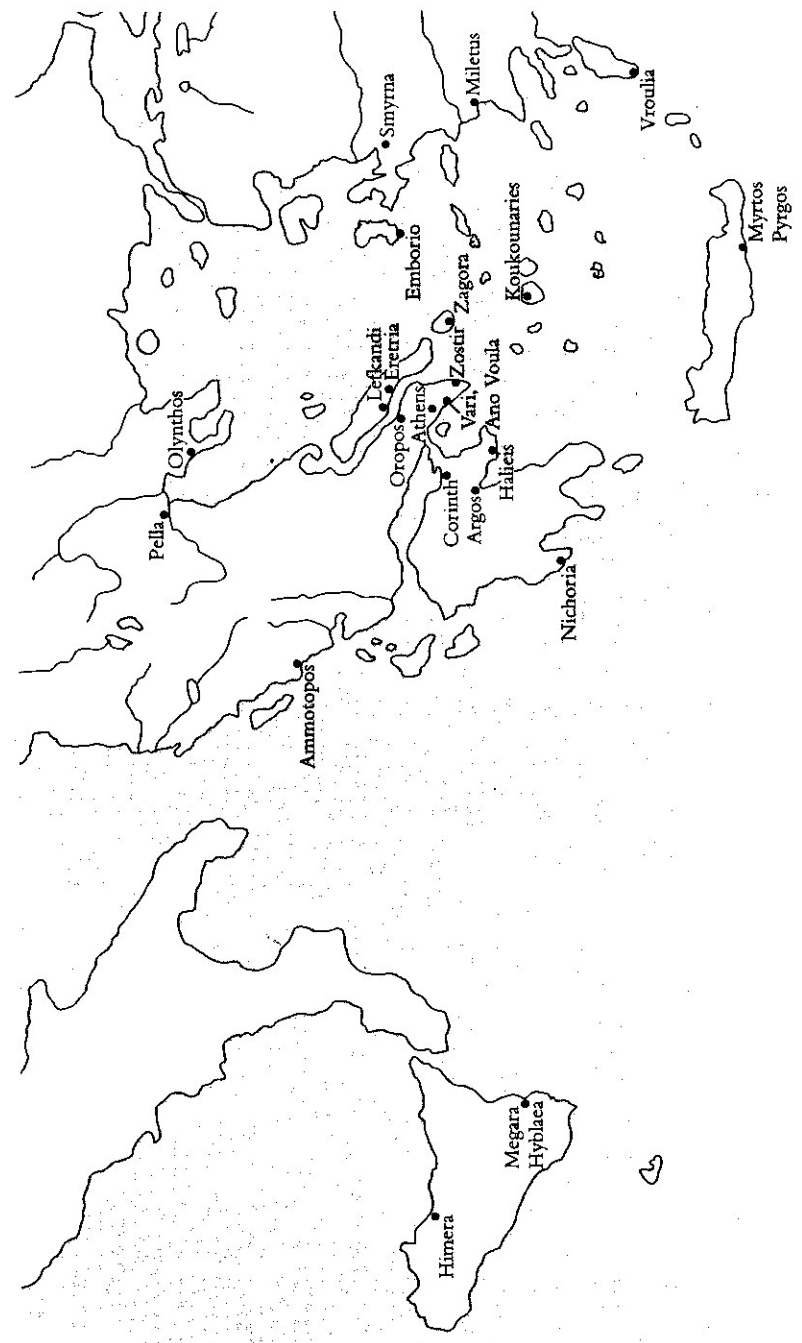 Smyrna
Miletus
Vroulia
Emborio
Zagora
Koukounaries
Myrtos
Pyrgos
Olynthos
Lefkandi
Eretria
Zostir
Oropos
Athens
Vari,
Ano Voula
Pella
Corinth
Argos
Halieis
Nichoria
Ammotopos
Megara
Hyblaea
Himera